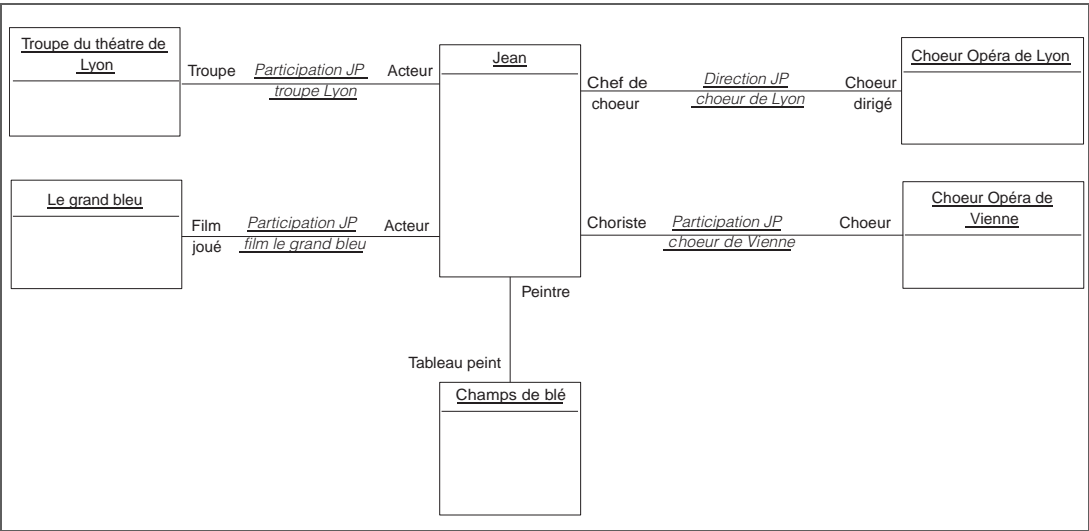 Troupe du théatre de
Lyon
Troupe
Participation JP
troupe Lyon
Acteur
Jean
Chef de
choeur
Direction JP
choeur de Lyon
Choeur
dirigé
Choeur Opéra de Lyon
Le grand bleu
Film
joué
Participation JP
film le grand bleu
Acteur
Choriste
Participation JP
choeur de Vienne
Choeur
Choeur Opéra de
Vienne
Peintre
Tableau peint
Champs de blé